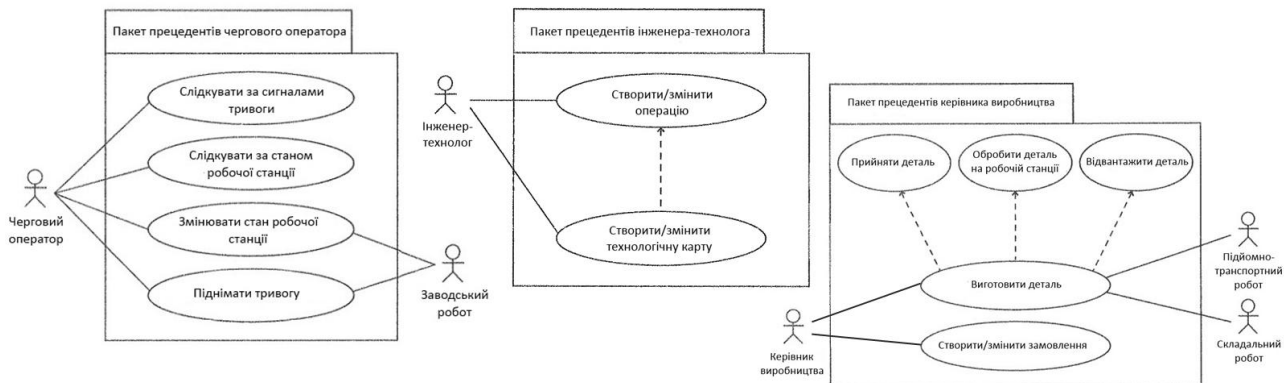 Пакет прецедентів чергового оператора
Слідкувати за сигналами
тривоги
Слідкувати за станом
робочої станції
Змінювати стан робочої
станції
Піднімати тривогу
Черговий
оператор
Заводський
робот
Пакет прецедентів інженера-технолога
Створити/змінити
операцію
Створити/змінити
технологічну карту
Інженер-
технолог
Пакет прецедентів керівника виробництва
Прийняти деталь
Обробити деталь
на робочій станції
Відвантажити деталь
Виготовити деталь
Створити/змінити замовлення
Керівник
виробництва
Підйомно-
транспортний
робот
Складальний
робот